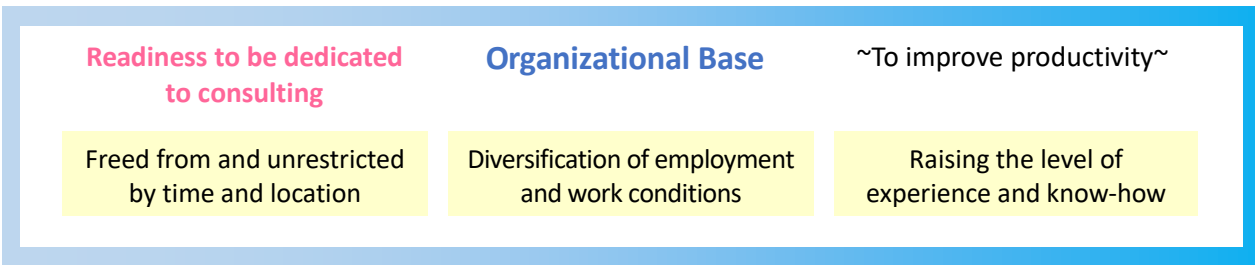 Readiness to be dedicated
to consulting
Organizational Base
~To improve productivity~
Freed from and unrestricted
by time and location
Diversification of employment
and work conditions
Raising the level of
experience and know-how